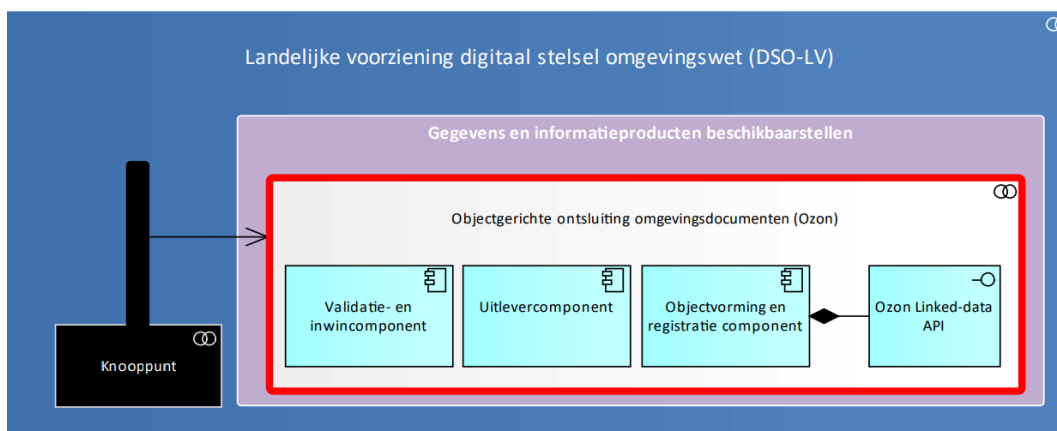 Landelijke voorziening digitaal stelsel omgevingswet (DSO-LV)
Gegevens en informatieproducten beschikbaarstellen
Objectgerichte ontsluiting omgevingsdocumenten (Ozon)
Validatie- en
inwincomponent
Uitlevercomponent
Objectvorming en
registratie component
Ozon Linked-data
API
Knooppunt